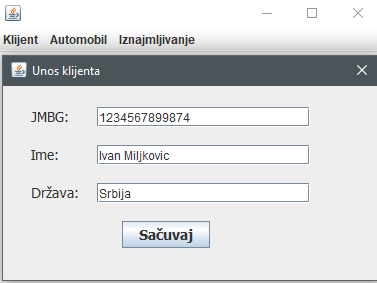 Klijent Automobil Iznajmljivanje
Unos klijenta
JMBG: 1234567899874
Ime: Ivan Miljkovic
Država: Srbija
Sačuvaj